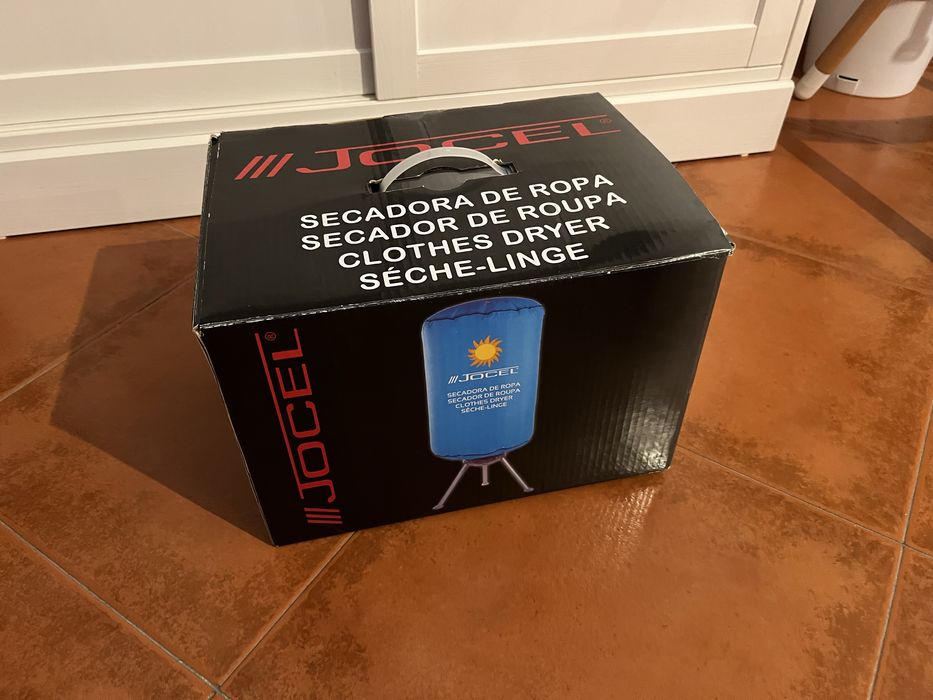 JOCEL®
SECADORA DE ROPA
SECADOR DE ROUPA
CLOTHES DRYER
SÉCHE-LINGE
JOCEL®
JOCEL
SECADORA DE ROPA
SECADOR DE ROUPA
CLOTHES DRYER
SÉCHE-LINGE